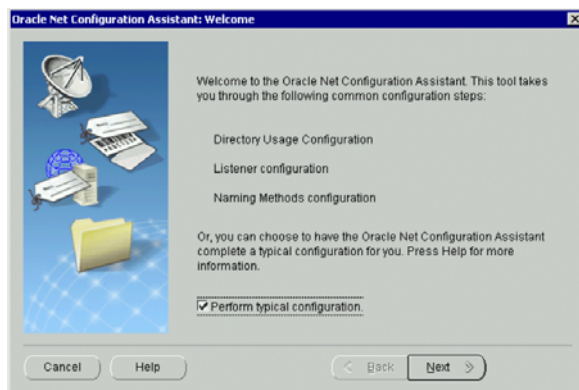 Oracle Net Configuration Assistant: Welcome
Welcome to the Oracle Net Configuration Assistant. This tool takes
you through the following common configuration steps:
Directory Usage Configuration
Listener configuration
Naming Methods configuration
Or, you can choose to have the Oracle Net Configuration Assistant
complete a typical configuration for you. Press Help for more
information.
Perform typical configuration.
Cancel Help Back Next